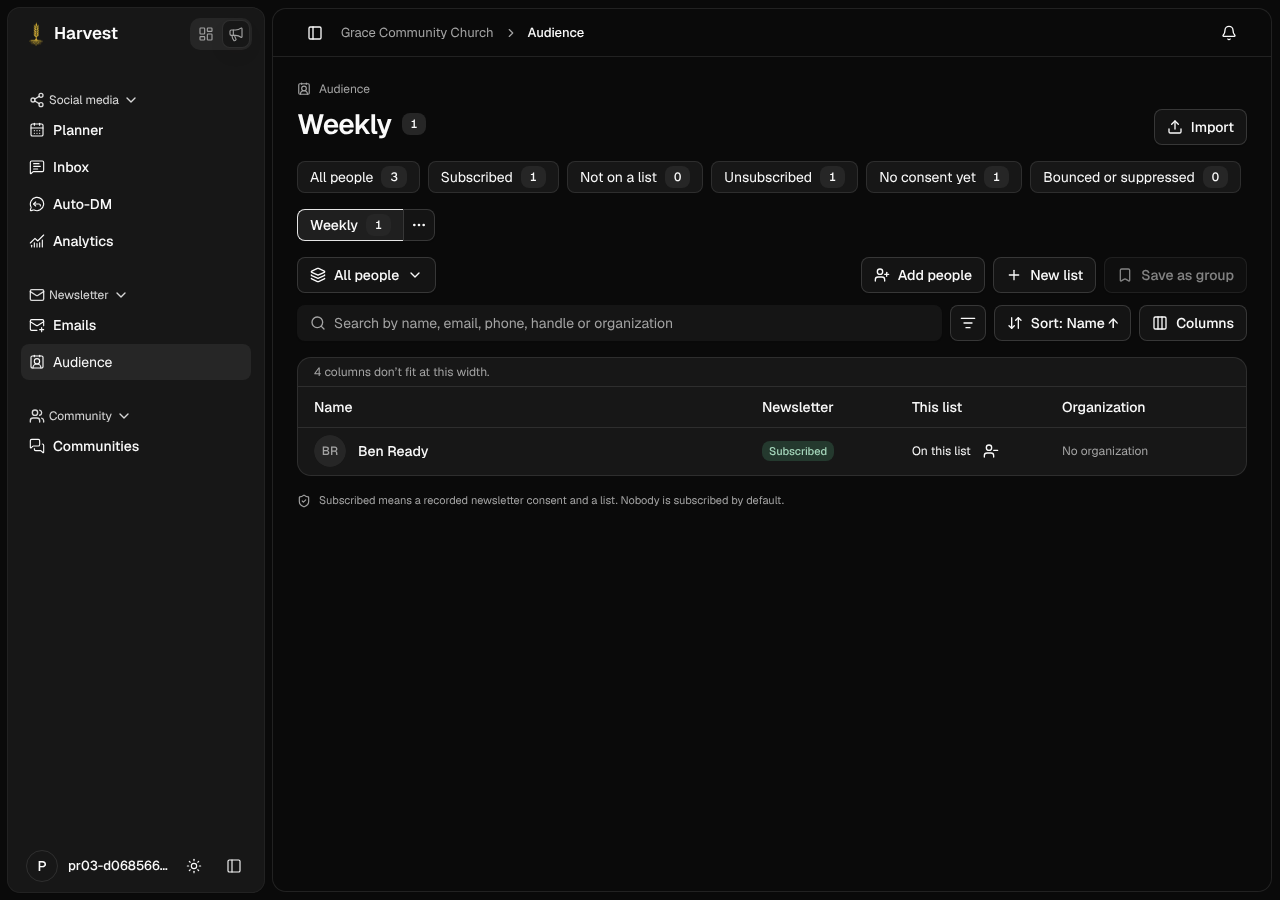 Harvest
Grace Community Church > Audience
Social media
Planner
Inbox
Auto-DM
Analytics
Newsletter
Emails
Audience
Community
Communities
P pr03-d068566...
Audience
Weekly 1
Import
All people 3 Subscribed 1 Not on a list 0 Unsubscribed 1 No consent yet 1 Bounced or suppressed 0
Weekly 1 ...
All people Add people New list Save as group
Search by name, email, phone, handle or organization Sort: Name ↑ Columns
4 columns don't fit at this width.
Name Newsletter This list Organization
BR Ben Ready Subscribed On this list No organization
Subscribed means a recorded newsletter consent and a list. Nobody is subscribed by default.